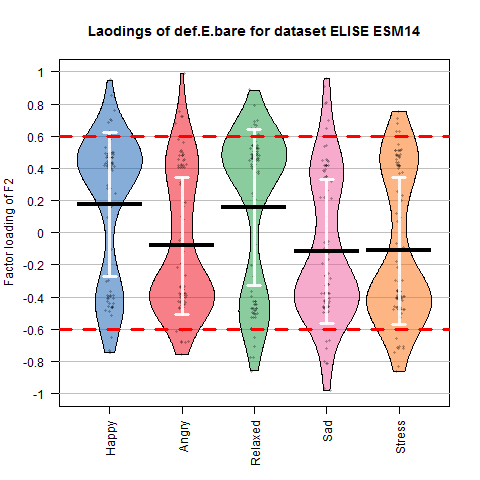 Laodings of def.E.bare for dataset ELISE ESM14
Factor loading of F2
1
0.8
0.6
0.4
0.2
0
-0.2
-0.4
-0.6
-0.8
-1
Happy
Angry
Relaxed
Sad
Stress